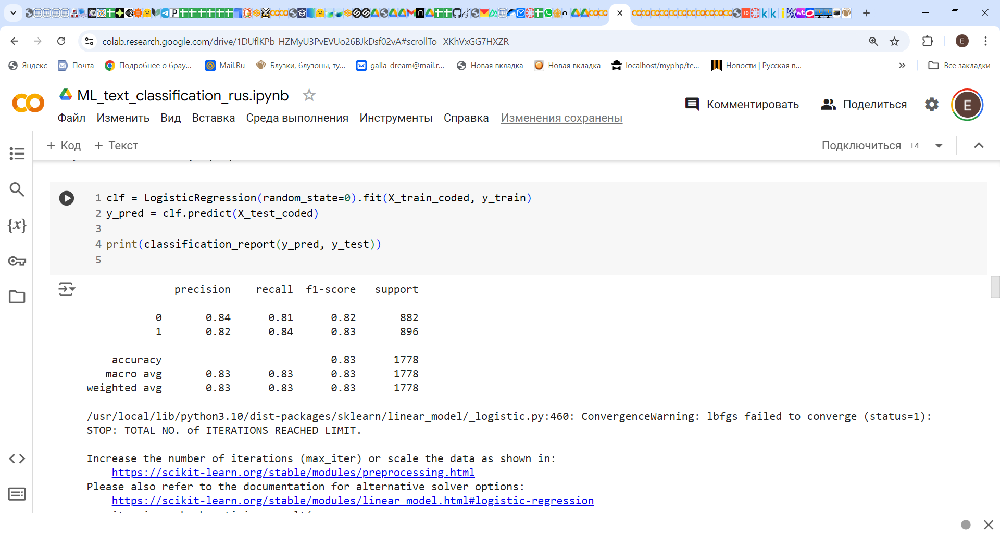 colab.research.google.com/drive/1DUflKPb-HZMyU3PvEVUo26BJkDsf02vA#scrollTo=XKhVxGG7HXZR
E
Яндекс Почта Подробнее о брау... Mail.Ru Блузки, блузоны, ту... galla_dream@mail.r... Новая вкладка Новая вкладка localhost/myphp/te... Новости | Русская в... » Все закладки
ML_text_classification_rus.ipynb
Комментировать Поделиться E
Файл Изменить Вид Вставка Среда выполнения Инструменты Справка Изменения сохранены
+ Код + Текст Подключиться T4
1 clf = LogisticRegression(random_state=0).fit(X_train_coded, y_train)
2 y_pred = clf.predict(X_test_coded)
3
4 print(classification_report(y_pred, y_test))
5
precision recall f1-score support
0 0.84 0.81 0.82 882
1 0.82 0.84 0.83 896
accuracy 0.83 1778
macro avg 0.83 0.83 0.83 1778
weighted avg 0.83 0.83 0.83 1778
/usr/local/lib/python3.10/dist-packages/sklearn/linear_model/_logistic.py:460: ConvergenceWarning: lbfgs failed to converge (status=1):
STOP: TOTAL NO. of ITERATIONS REACHED LIMIT.
Increase the number of iterations (max_iter) or scale the data as shown in:
https://scikit-learn.org/stable/modules/preprocessing.html
Please also refer to the documentation for alternative solver options:
https://scikit-learn.org/stable/modules/linear_model.html#logistic-regression